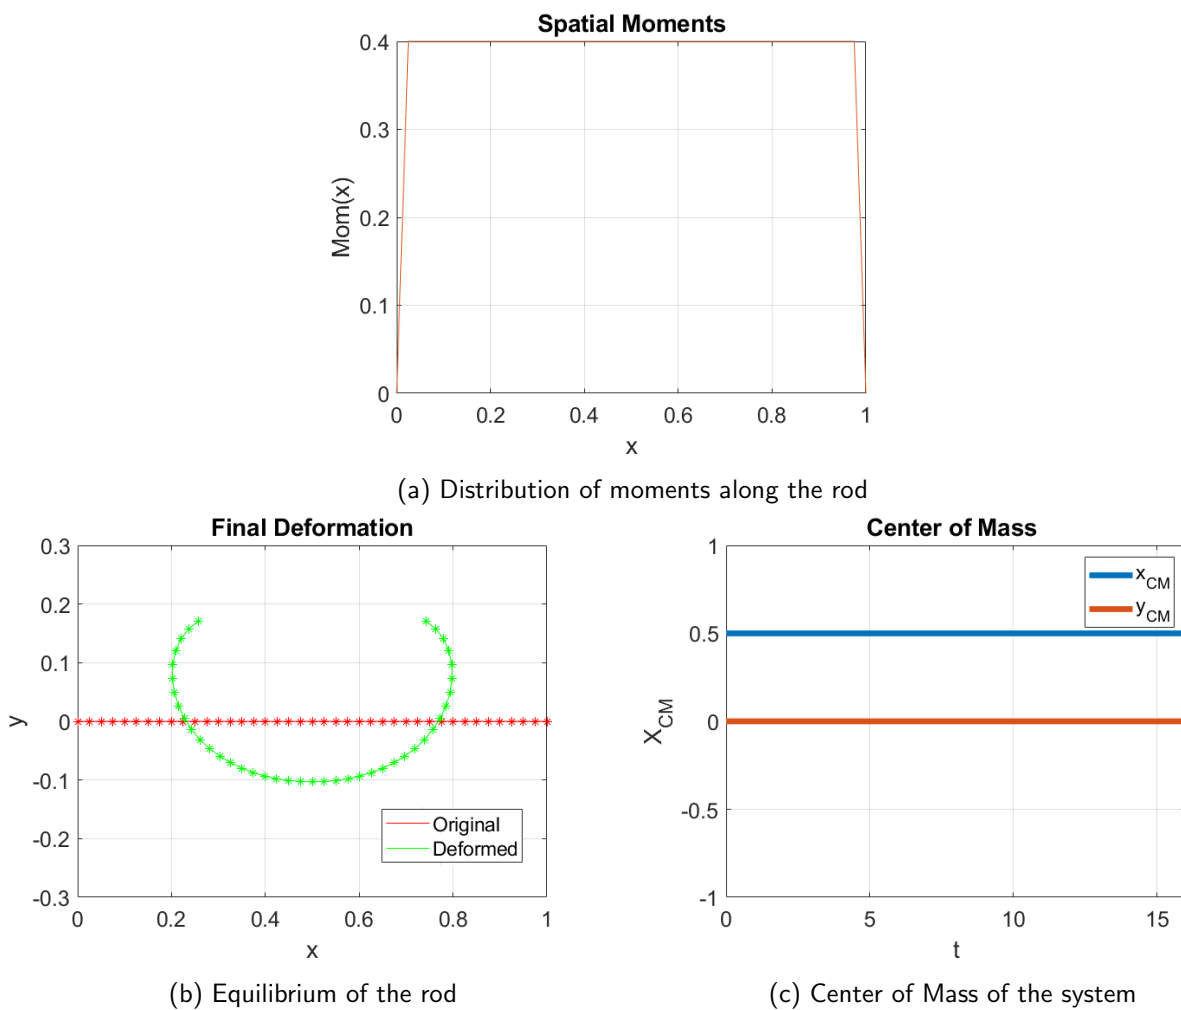 Spatial Moments
0.4
0.3
0.2
0.1
0
Mom(x)
0 0.2 0.4 0.6 0.8 1
x
(a) Distribution of moments along the rod
Final Deformation
0.3
0.2
0.1
0
-0.1
-0.2
-0.3
y
Original
Deformed
0 0.2 0.4 0.6 0.8 1
x
(b) Equilibrium of the rod
Center of Mass
1
0.5
0
-0.5
-1
X_CM
x_CM
y_CM
0 5 10 15
t
(c) Center of Mass of the system